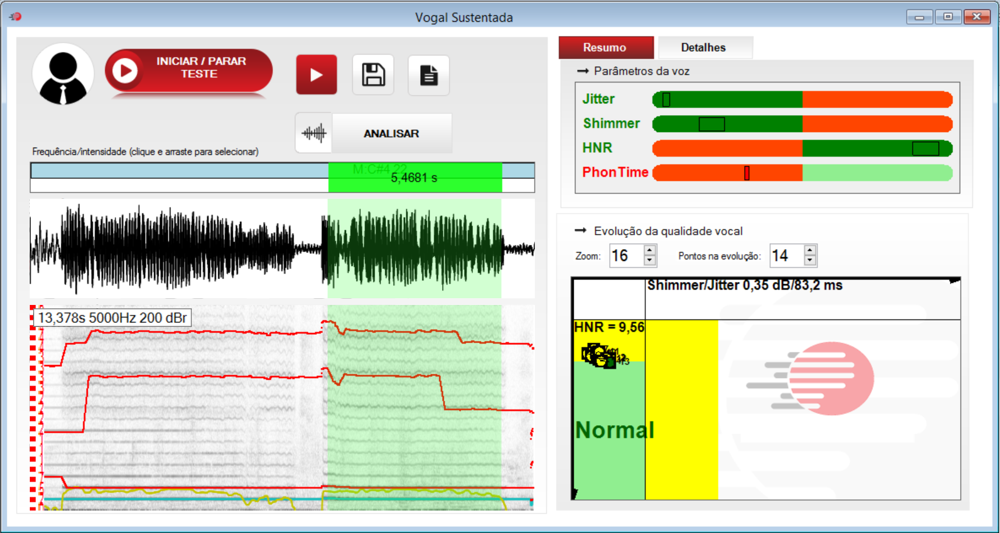 Vogal Sustentada
INICIAR / PARAR
TESTE
ANALISAR
Frequência/intensidade (clique e arraste para selecionar)
M:C#4 22
5,4681 s
13,378s 5000Hz 200 dBr
Resumo
Detalhes
Parâmetros da voz
Jitter
Shimmer
HNR
PhonTime
Evolução da qualidade vocal
Zoom: 16
Pontos na evolução: 14
Shimmer/Jitter 0,35 dB/83,2 ms
HNR = 9,56
Normal